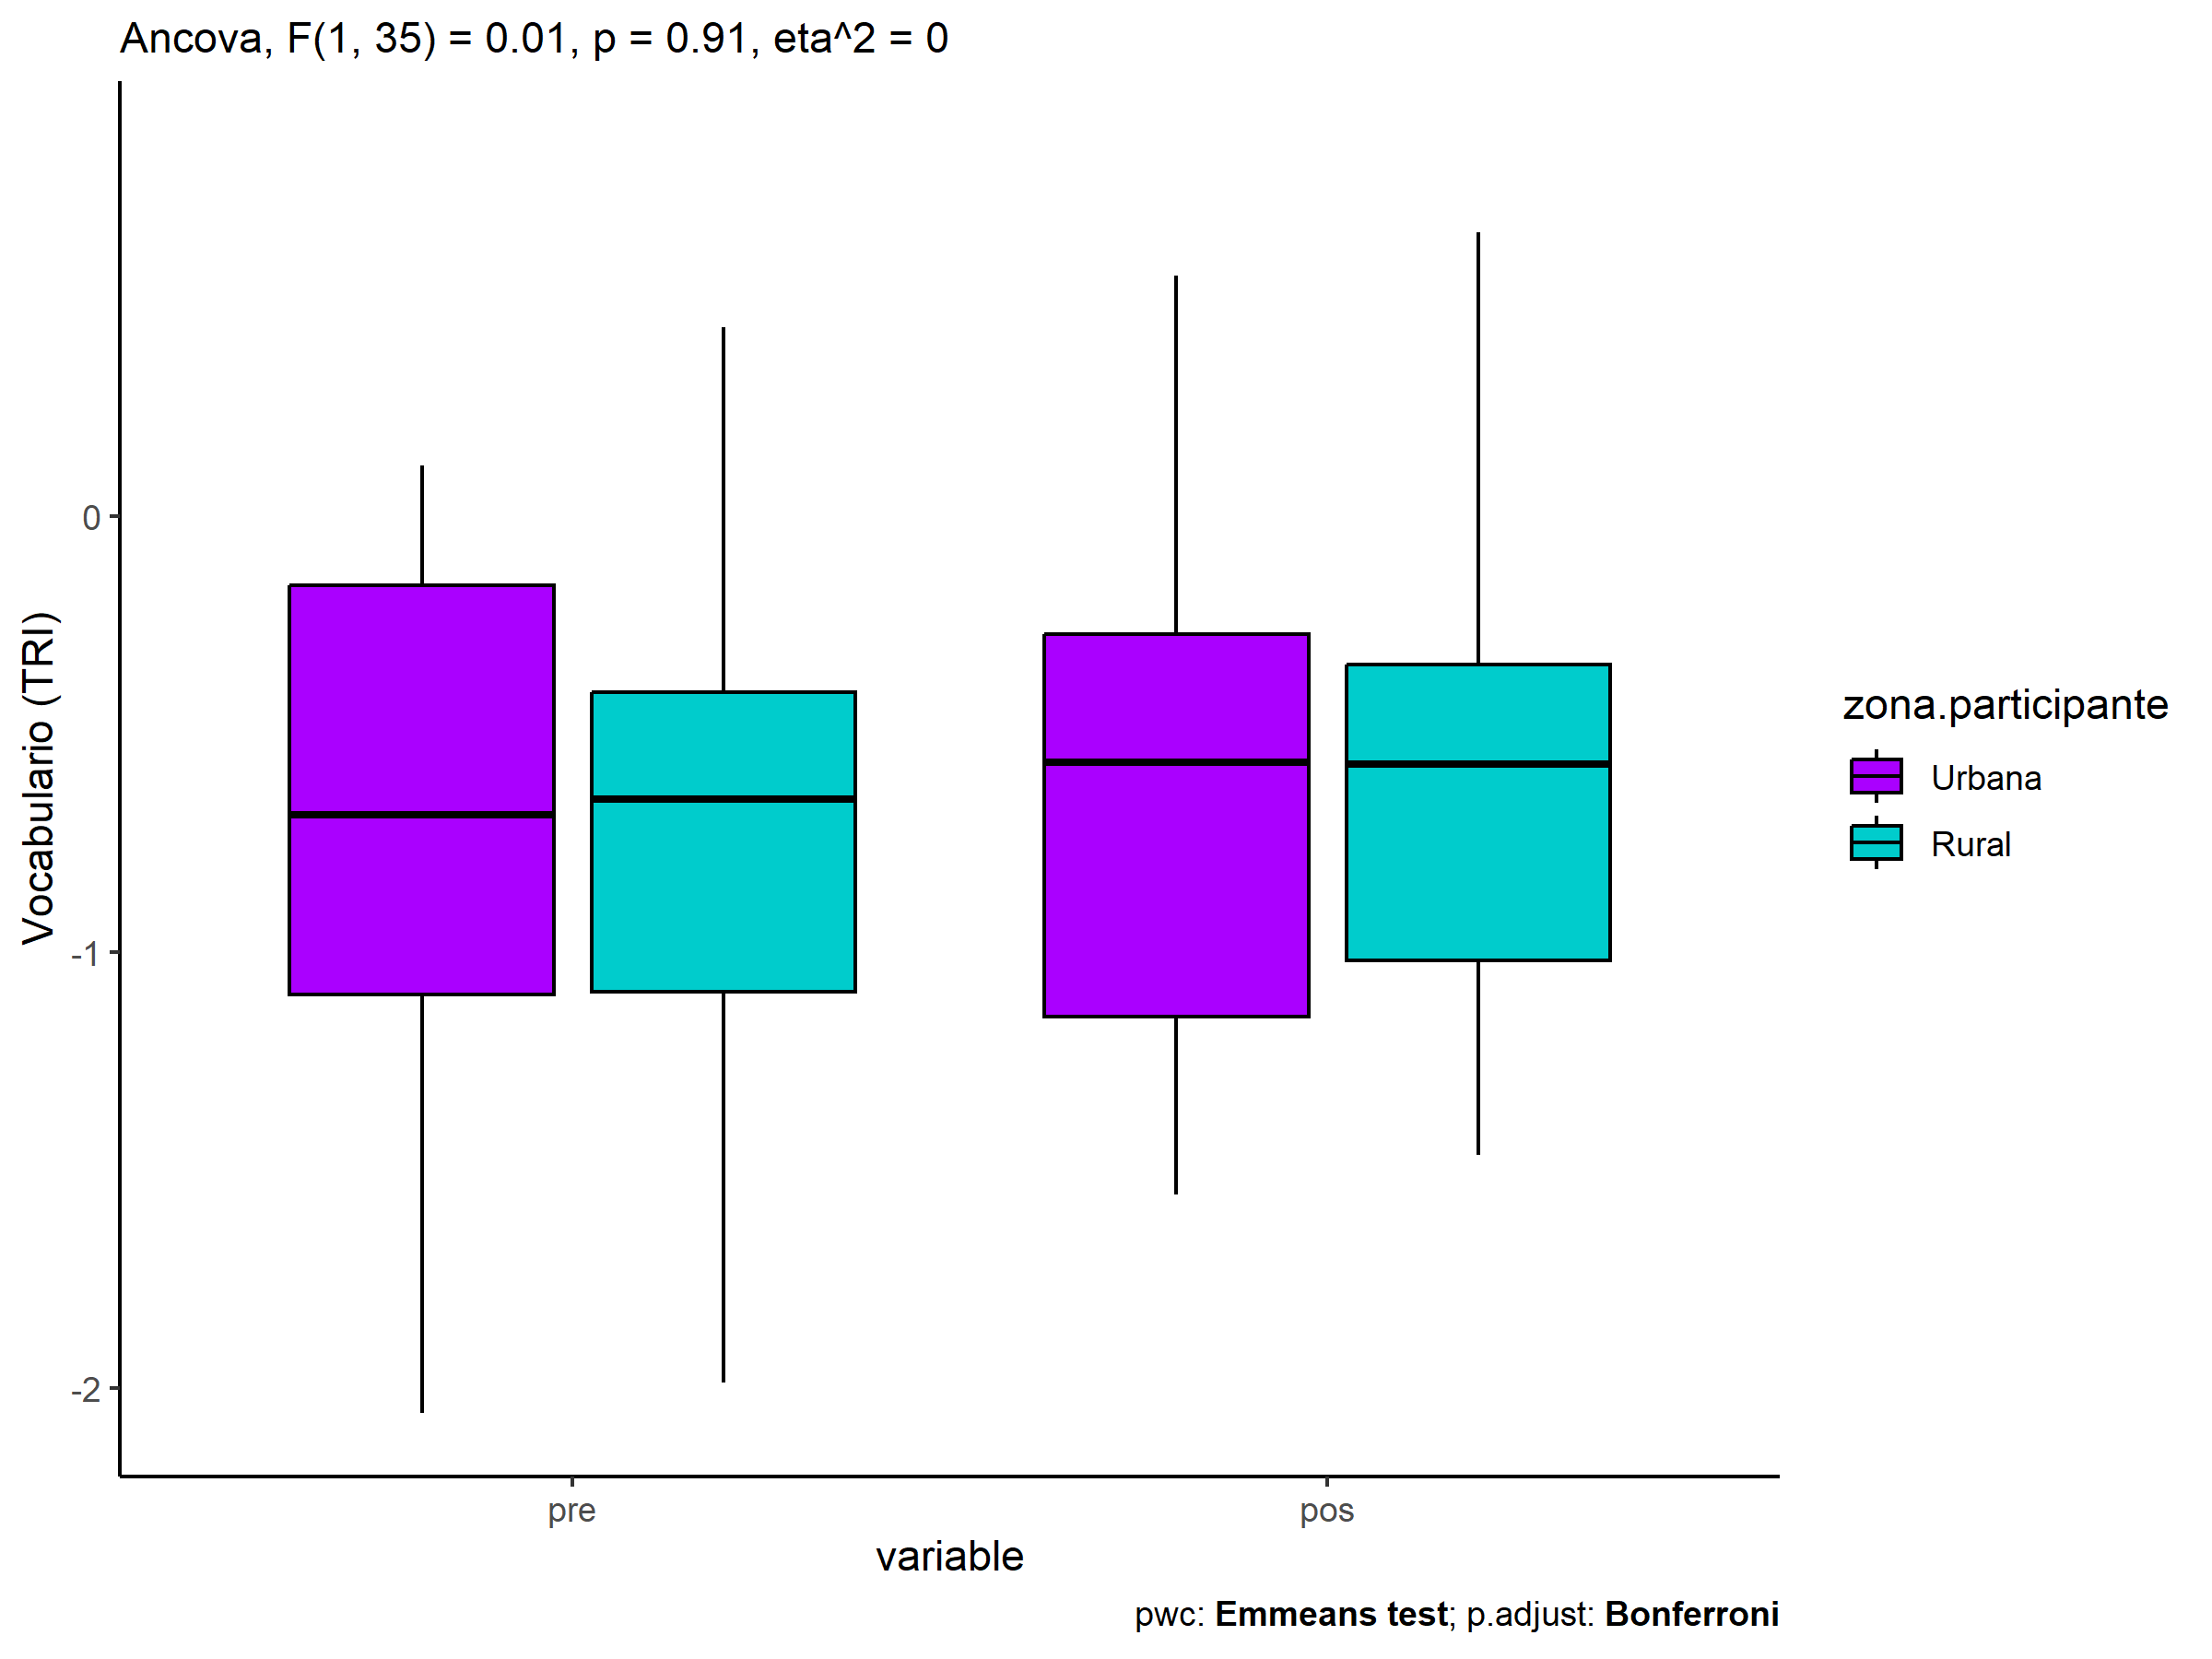 Ancova, F(1, 35) = 0.01, p = 0.91, eta^2 = 0
Vocabulario (TRI)
0
-1
-2
pre
pos
variable
zona.participante
Urbana
Rural
pwc: Emmeans test; p.adjust: Bonferroni